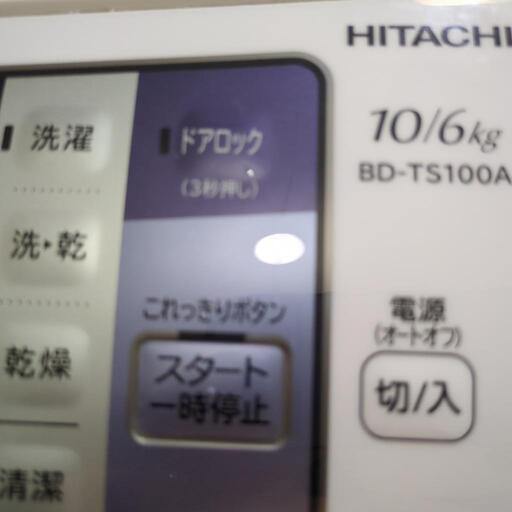 HITACHI
10/6kg
BD-TS100A
洗濯
洗▸乾
乾燥
清潔
ドアロック
(3秒押し)
これっきりボタン
スタート
一時停止
電源
(オートオフ)
切/入